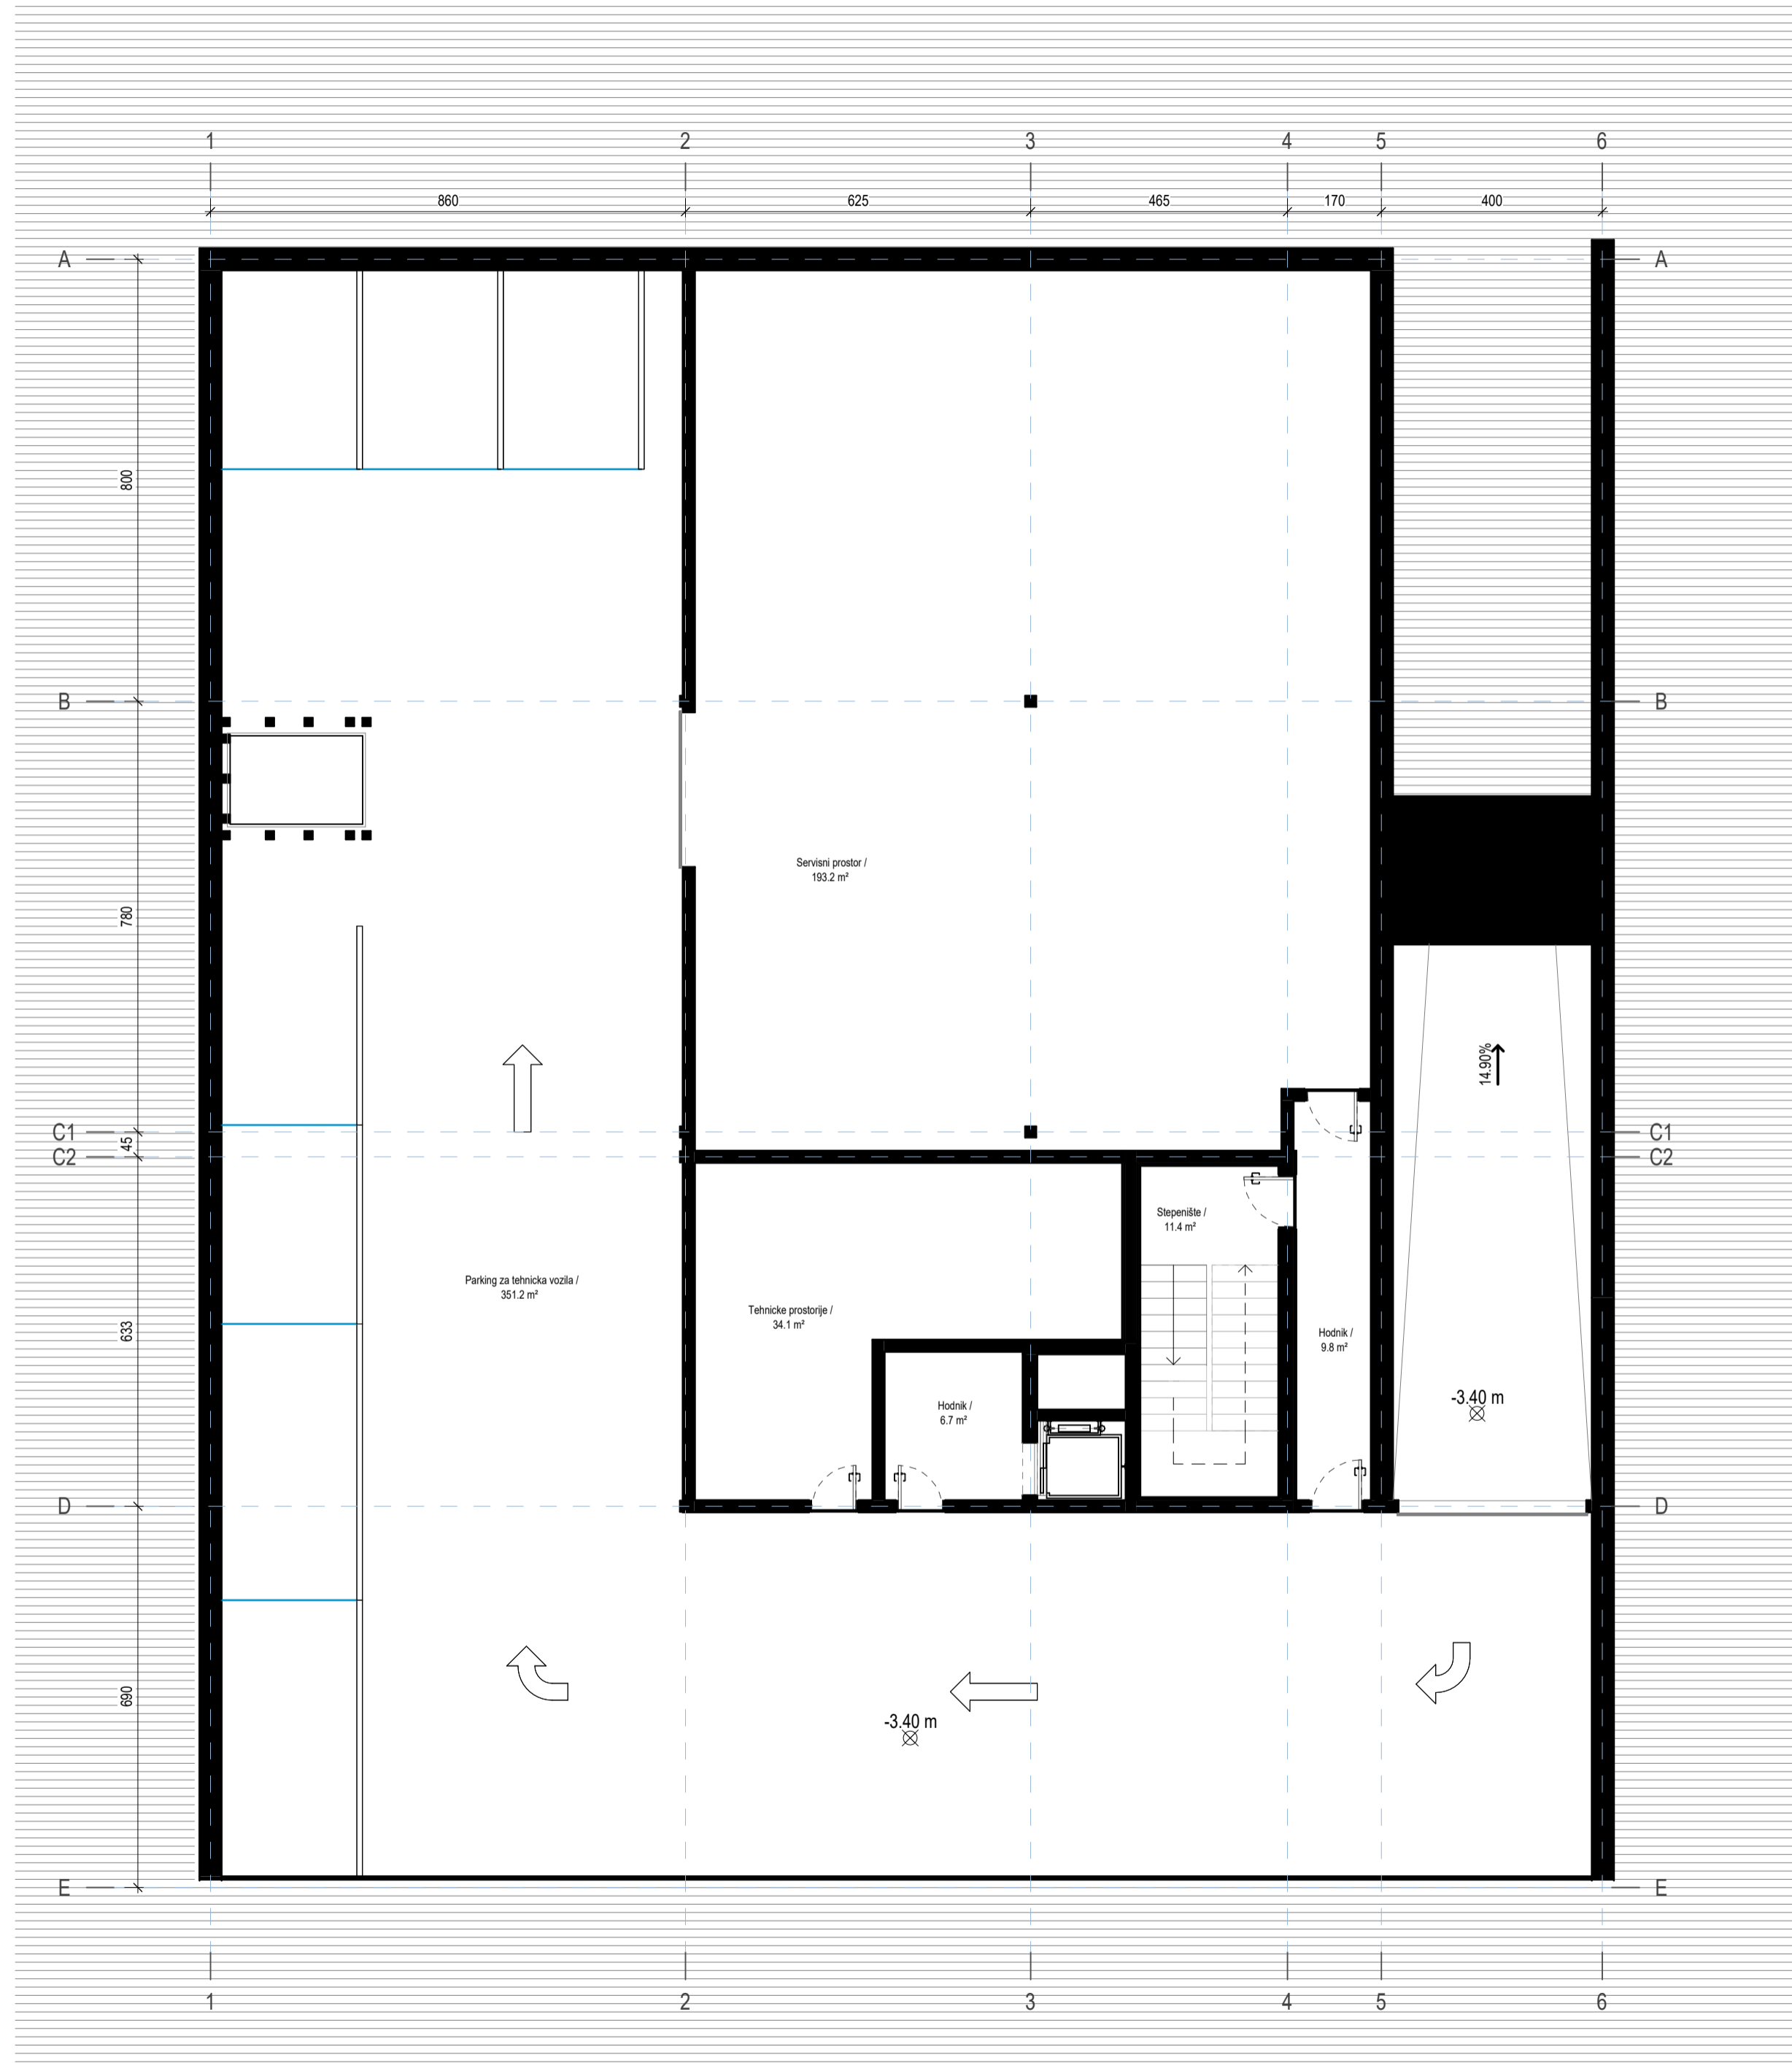 1 2 3 4 5 6
860 625 465 170 400
A A
800
B B
Servisni prostor /
193.2 m²
780
14.90%
C1 C1
45
C2 C2
Stepenište /
11.4 m²
Parking za tehnicka vozila /
351.2 m²
Tehnicke prostorije /
34.1 m²
633
Hodnik /
9.8 m²
Hodnik /
6.7 m²
-3.40 m
D D
690
-3.40 m
E E
1 2 3 4 5 6